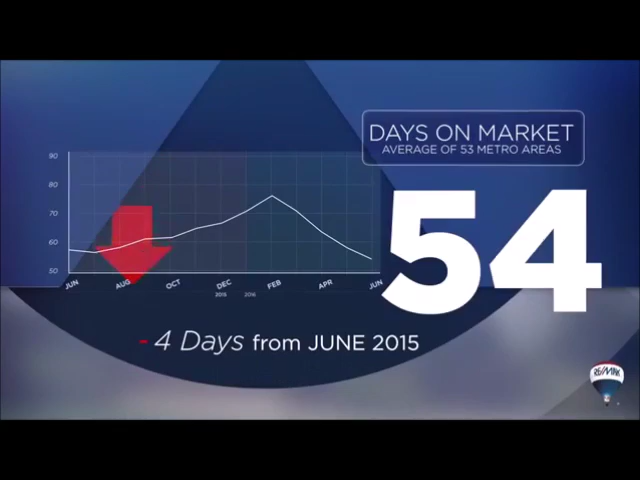 DAYS ON MARKET
AVERAGE OF 53 METRO AREAS
54
90
80
70
60
50
JUN
AUG
OCT
DEC
FEB
APR
JUN
2015
2016
- 4 Days from JUNE 2015
RE/MAX